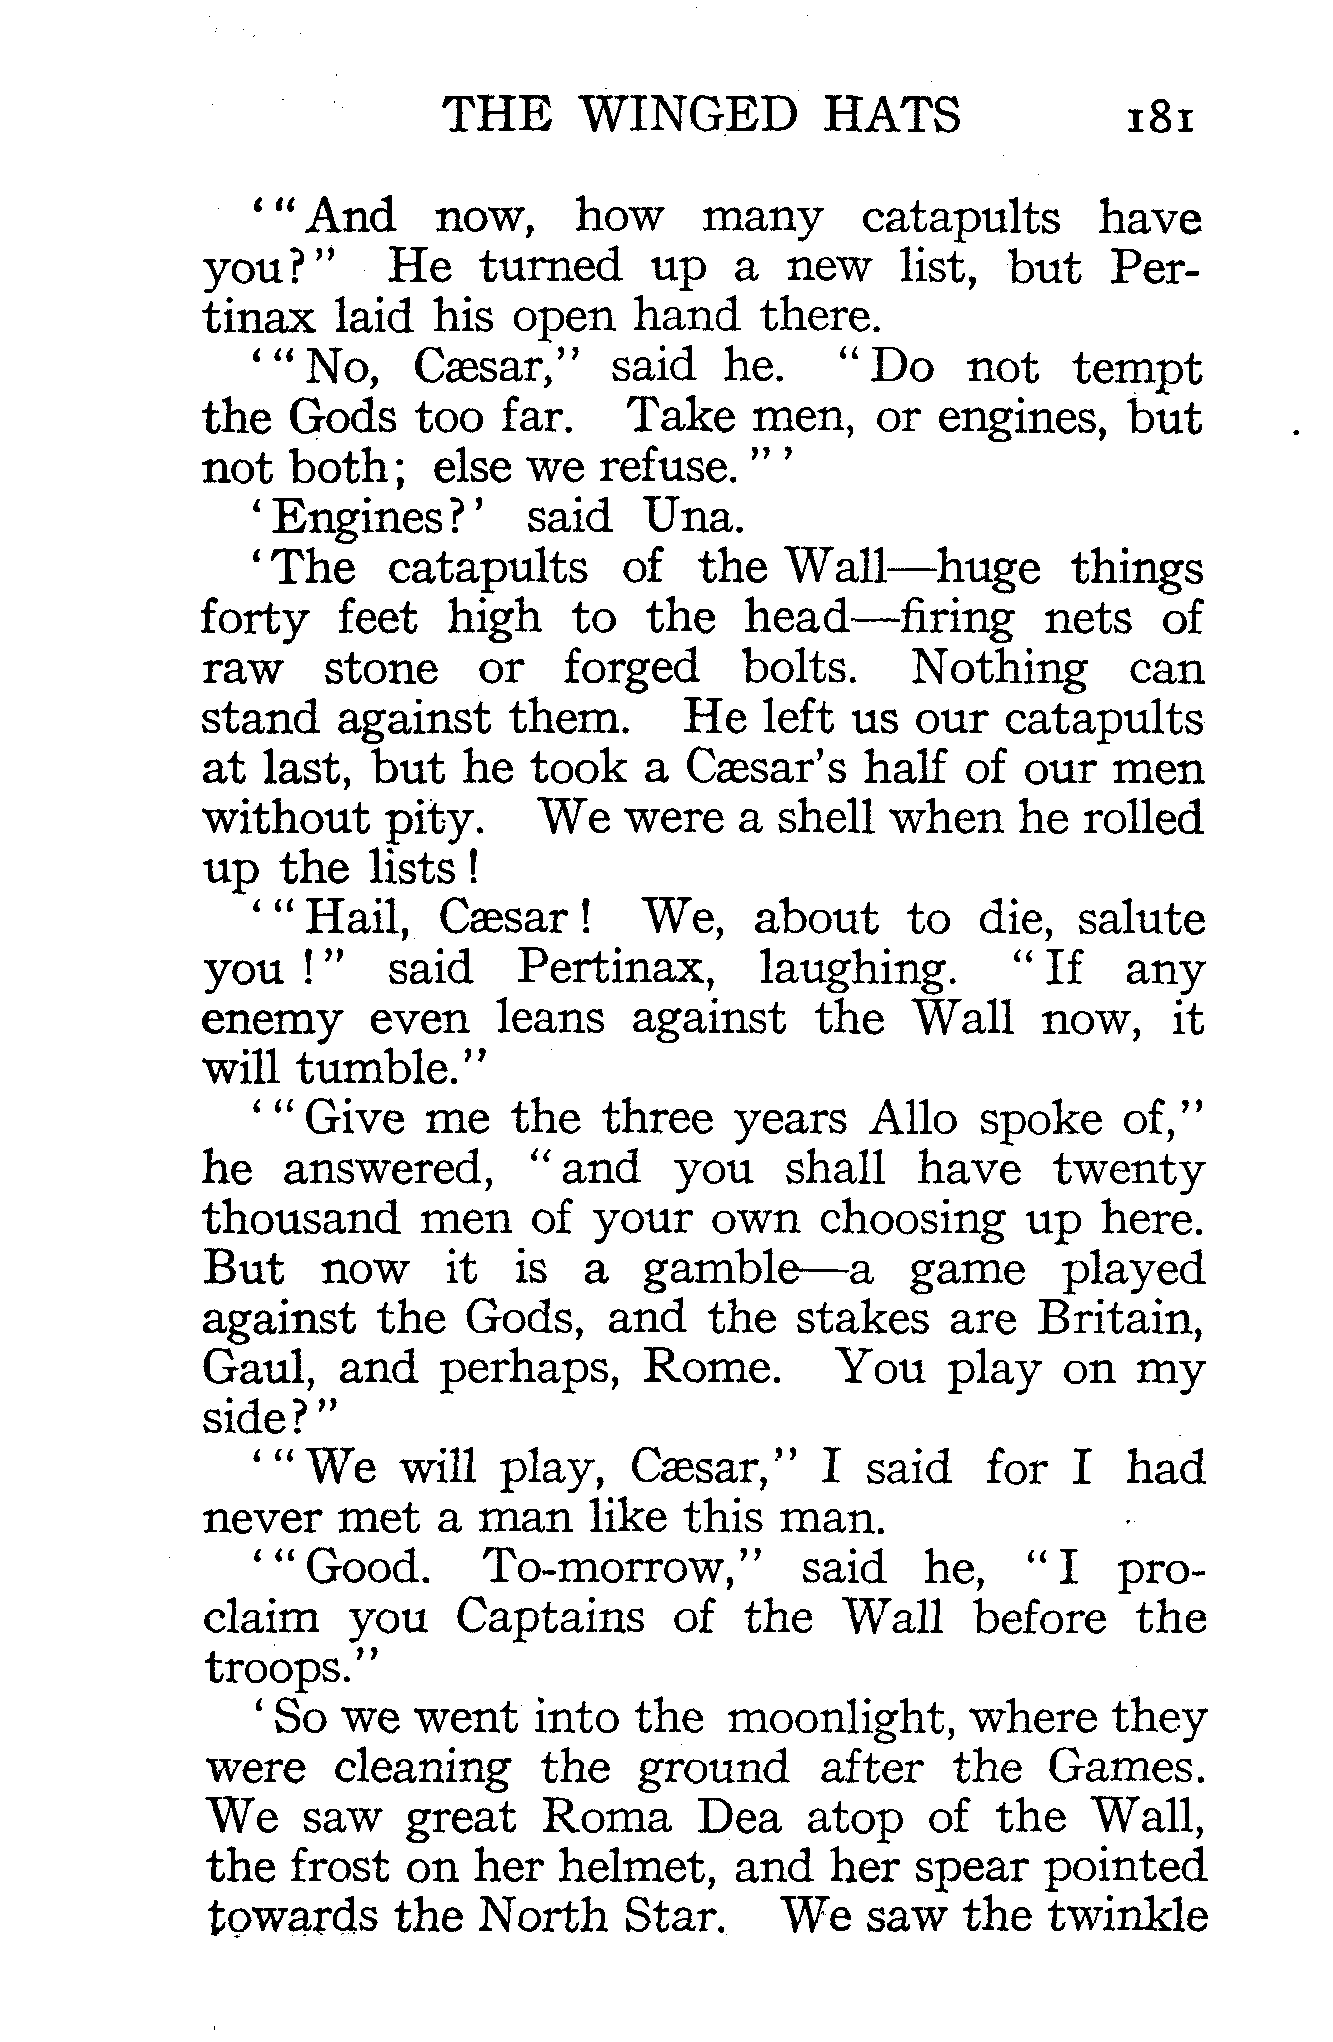 THE WINGED HATS 181
‘“And now, how many catapults have
you?” He turned up a new list, but Per-
tinax laid his open hand there.
‘“No, Cæsar,” said he. “Do not tempt
the Gods too far. Take men, or engines, but
not both; else we refuse.”’
‘Engines?’ said Una.
‘The catapults of the Wall—huge things
forty feet high to the head—firing nets of
raw stone or forged bolts. Nothing can
stand against them. He left us our catapults
at last, but he took a Cæsar’s half of our men
without pity. We were a shell when he rolled
up the lists!
‘“Hail, Cæsar! We, about to die, salute
you!” said Pertinax, laughing. “If any
enemy even leans against the Wall now, it
will tumble.”
‘“Give me the three years Allo spoke of,”
he answered, “and you shall have twenty
thousand men of your own choosing up here.
But now it is a gamble—a game played
against the Gods, and the stakes are Britain,
Gaul, and perhaps, Rome. You play on my
side?”
‘“We will play, Cæsar,” I said for I had
never met a man like this man.
‘“Good. To-morrow,” said he, “I pro-
claim you Captains of the Wall before the
troops.”
‘So we went into the moonlight, where they
were cleaning the ground after the Games.
We saw great Roma Dea atop of the Wall,
the frost on her helmet, and her spear pointed
towards the North Star. We saw the twinkle